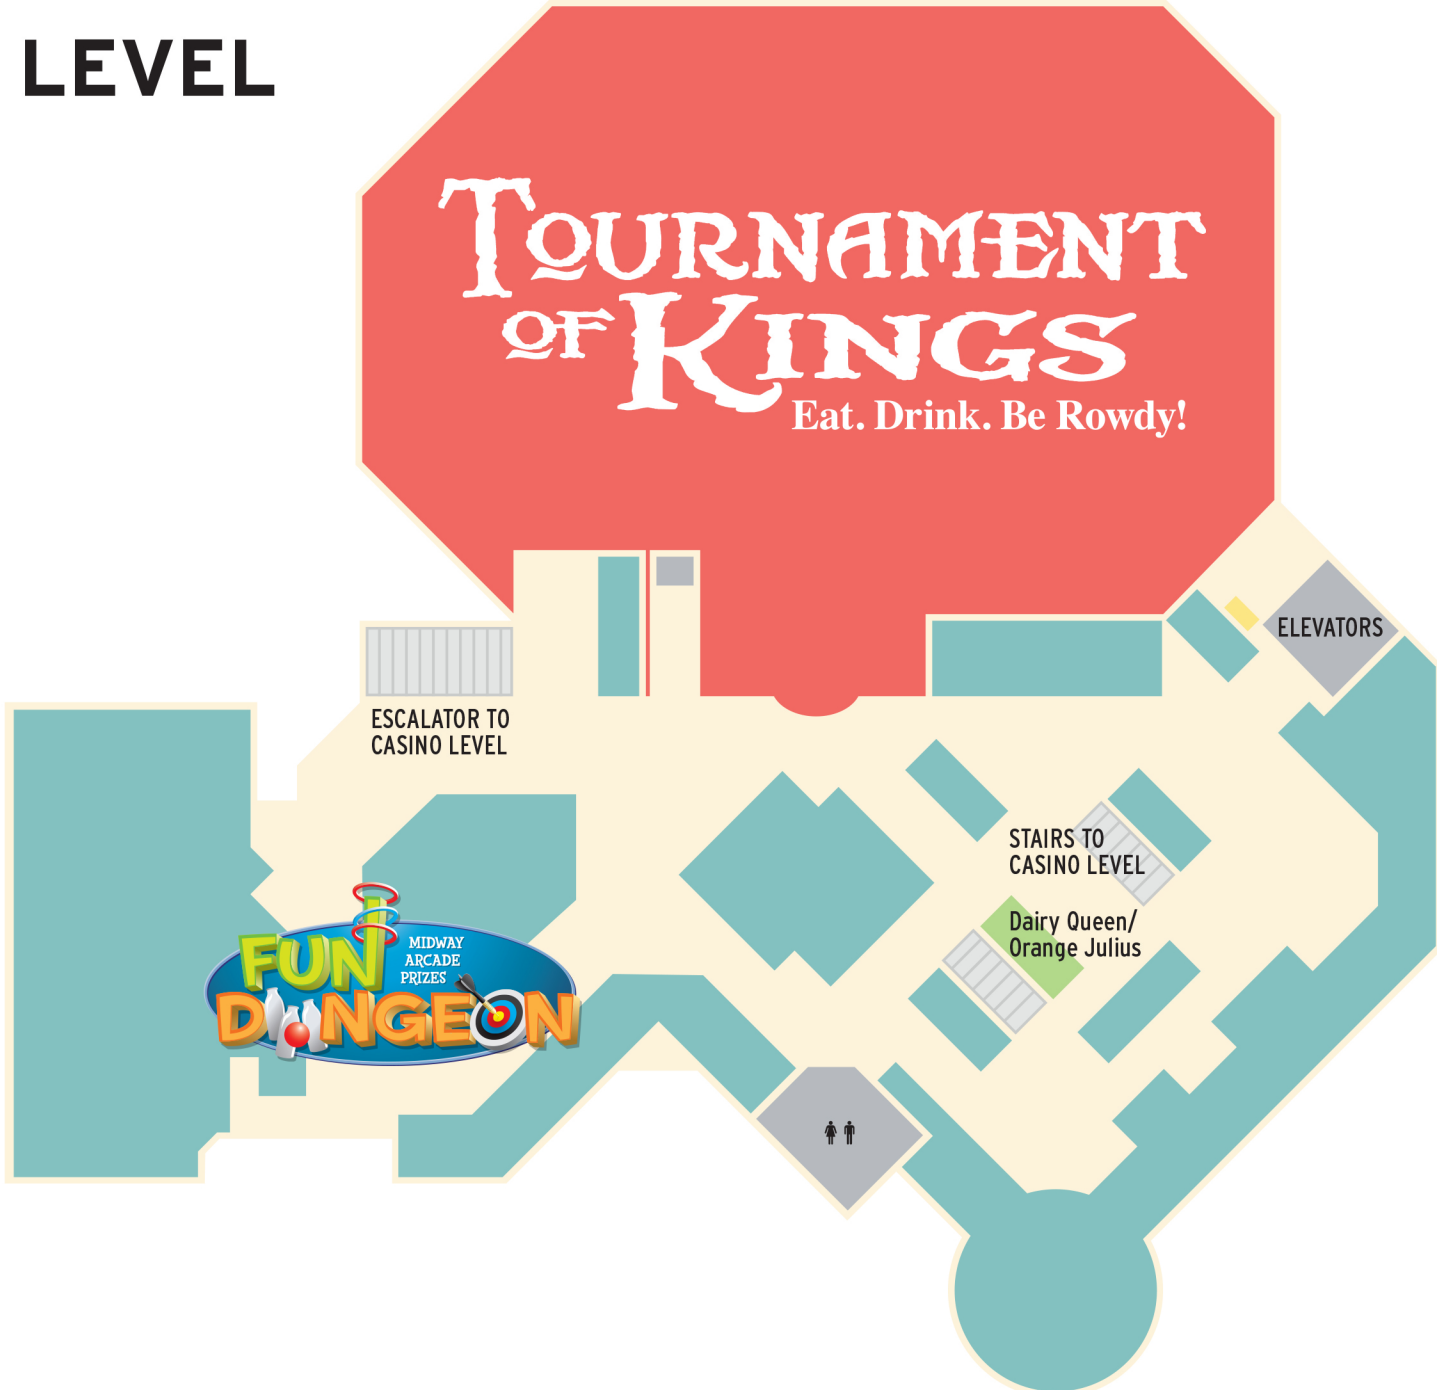 LEVEL
TOURNAMENT
OF KINGS
Eat. Drink. Be Rowdy!
ELEVATORS
ESCALATOR TO
CASINO LEVEL
STAIRS TO
CASINO LEVEL
Dairy Queen/
Orange Julius
FUN
DUNGEON
MIDWAY
ARCADE
PRIZES